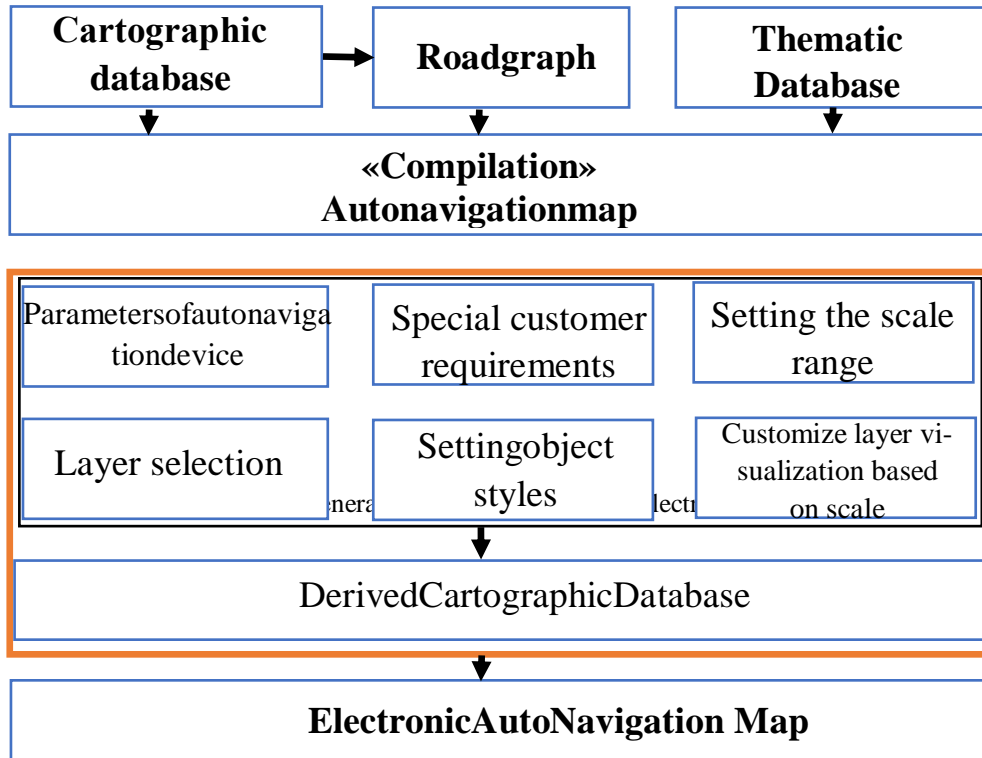 Cartographic
database
Roadgraph
Thematic
Database
«Compilation»
Autonavigationmap
Parametersofautonaviga
tiondevice
Special customer
requirements
Setting the scale
range
Layer selection
Settingobject
styles
Customize layer vi-
sualization based
on scale
DerivedCartographicDatabase
ElectronicAutoNavigation Map